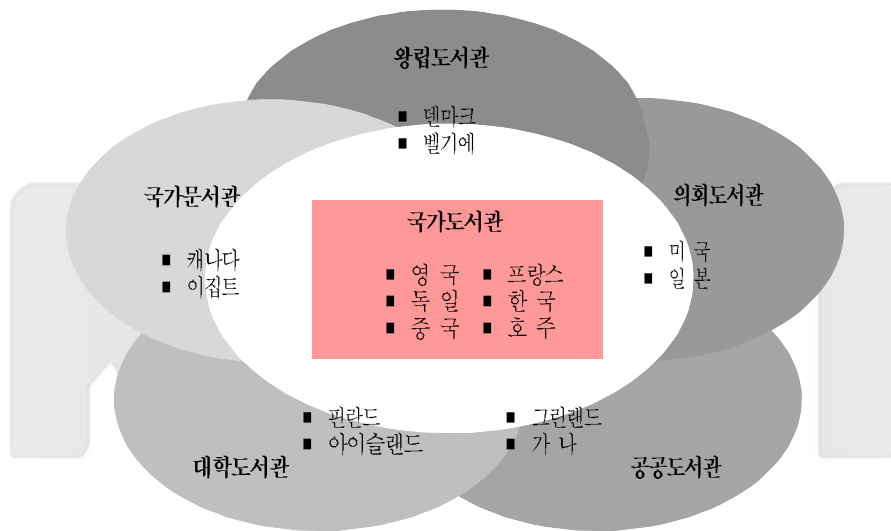 왕립도서관
■ 덴마크
■ 벨기에
국가문서관
■ 캐나다
■ 이집트
의회도서관
■ 미 국
■ 일 본
국가도서관
■ 영 국 ■ 프랑스
■ 독 일 ■ 한 국
■ 중 국 ■ 호 주
■ 핀란드
■ 아이슬랜드
대학도서관
■ 그린랜드
■ 가 나
공공도서관